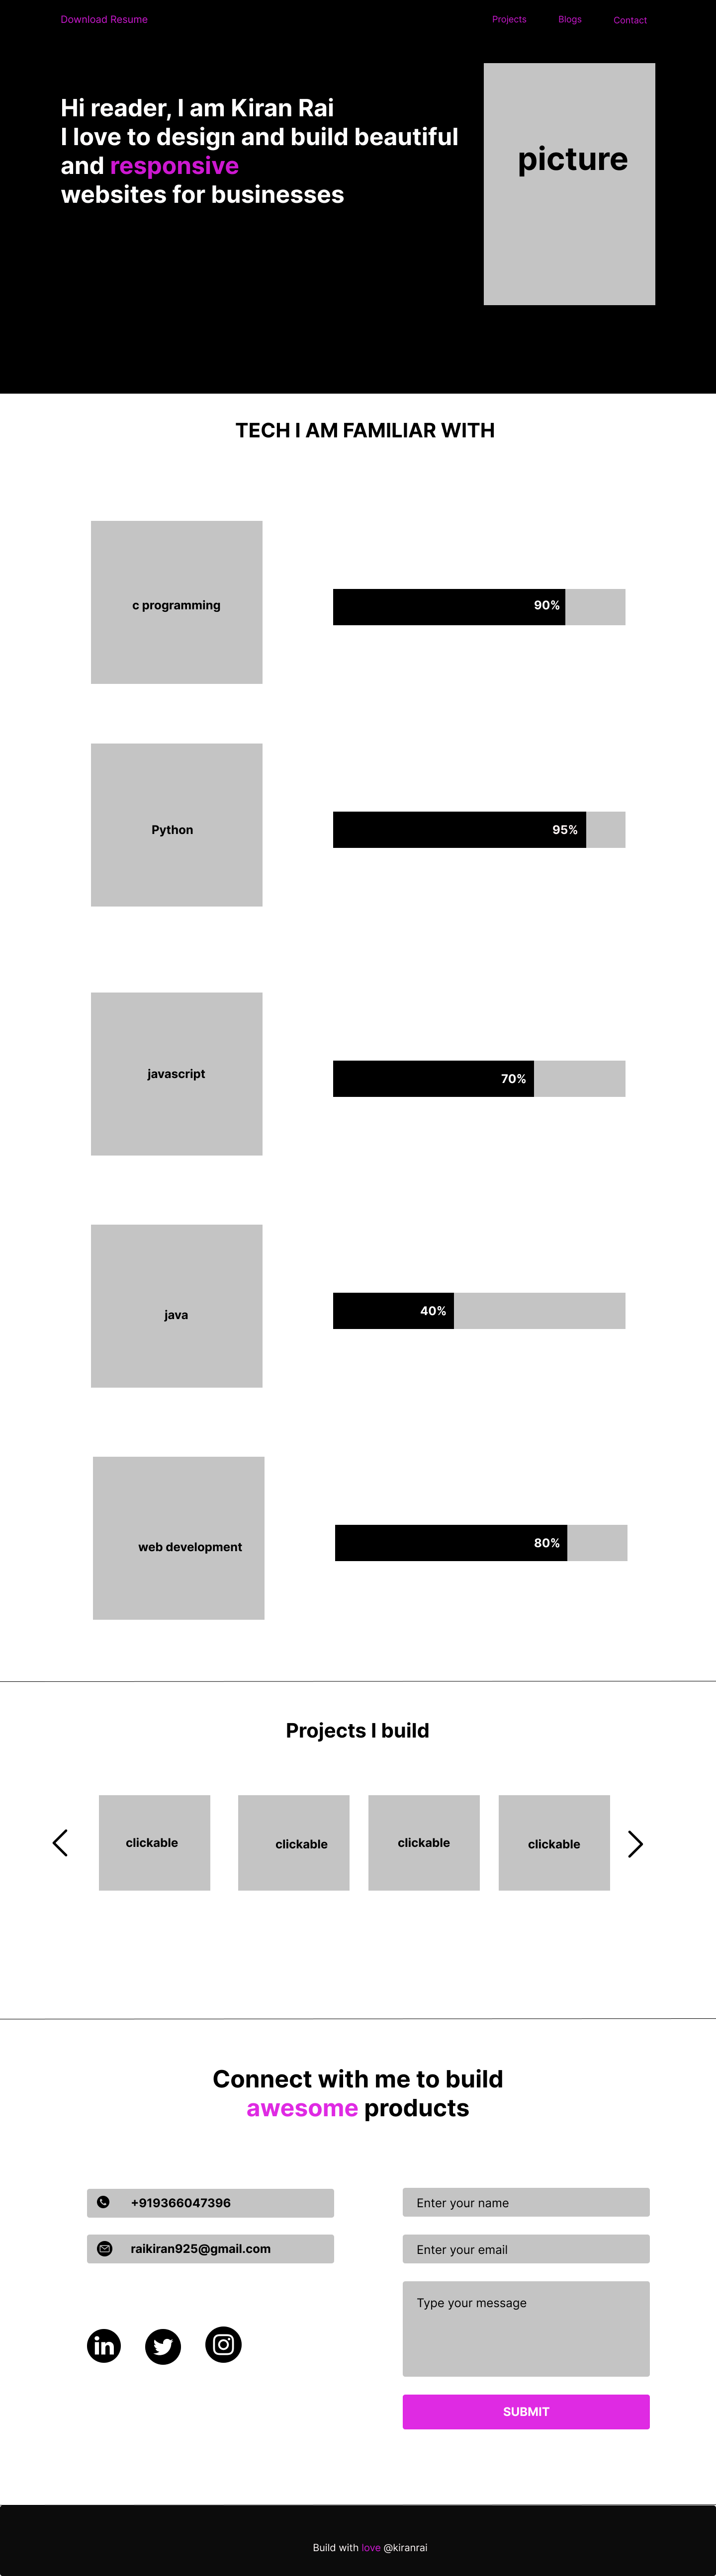 Download Resume
Projects
Blogs
Contact
Hi reader, I am Kiran Rai
I love to design and build beautiful
and responsive
websites for businesses
picture
TECH I AM FAMILIAR WITH
c programming
90%
Python
95%
javascript
70%
java
40%
web development
80%
Projects I build
clickable
clickable
clickable
clickable
Connect with me to build
awesome products
+919366047396
raikiran925@gmail.com
in
Enter your name
Enter your email
Type your message
SUBMIT
Build with love @kiranrai